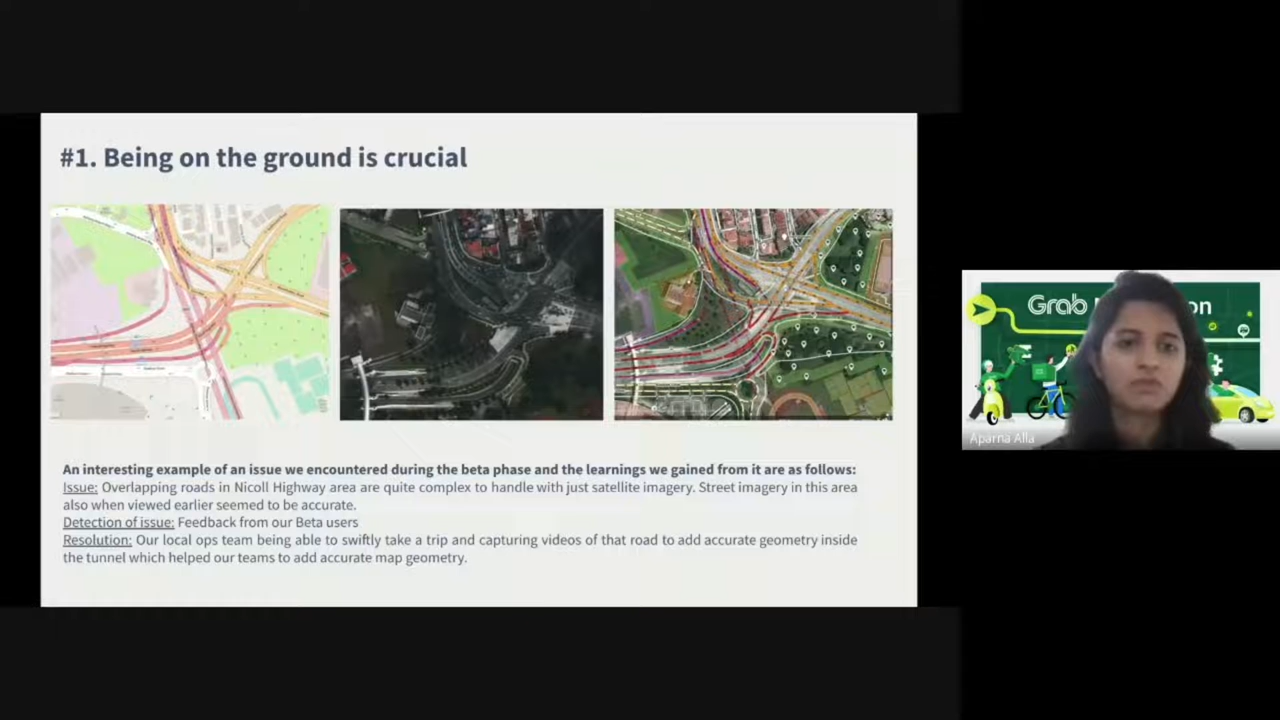 #1. Being on the ground is crucial
An interesting example of an issue we encountered during the beta phase and the learnings we gained from it are as follows:
Issue: Overlapping roads in Nicoll Highway area are quite complex to handle with just satellite imagery. Street imagery in this area
also when viewed earlier seemed to be accurate.
Detection of issue: Feedback from our Beta users
Resolution: Our local ops team being able to swiftly take a trip and capturing videos of that road to add accurate geometry inside
the tunnel which helped our teams to add accurate map geometry.
Grab
on
Aparna Alla